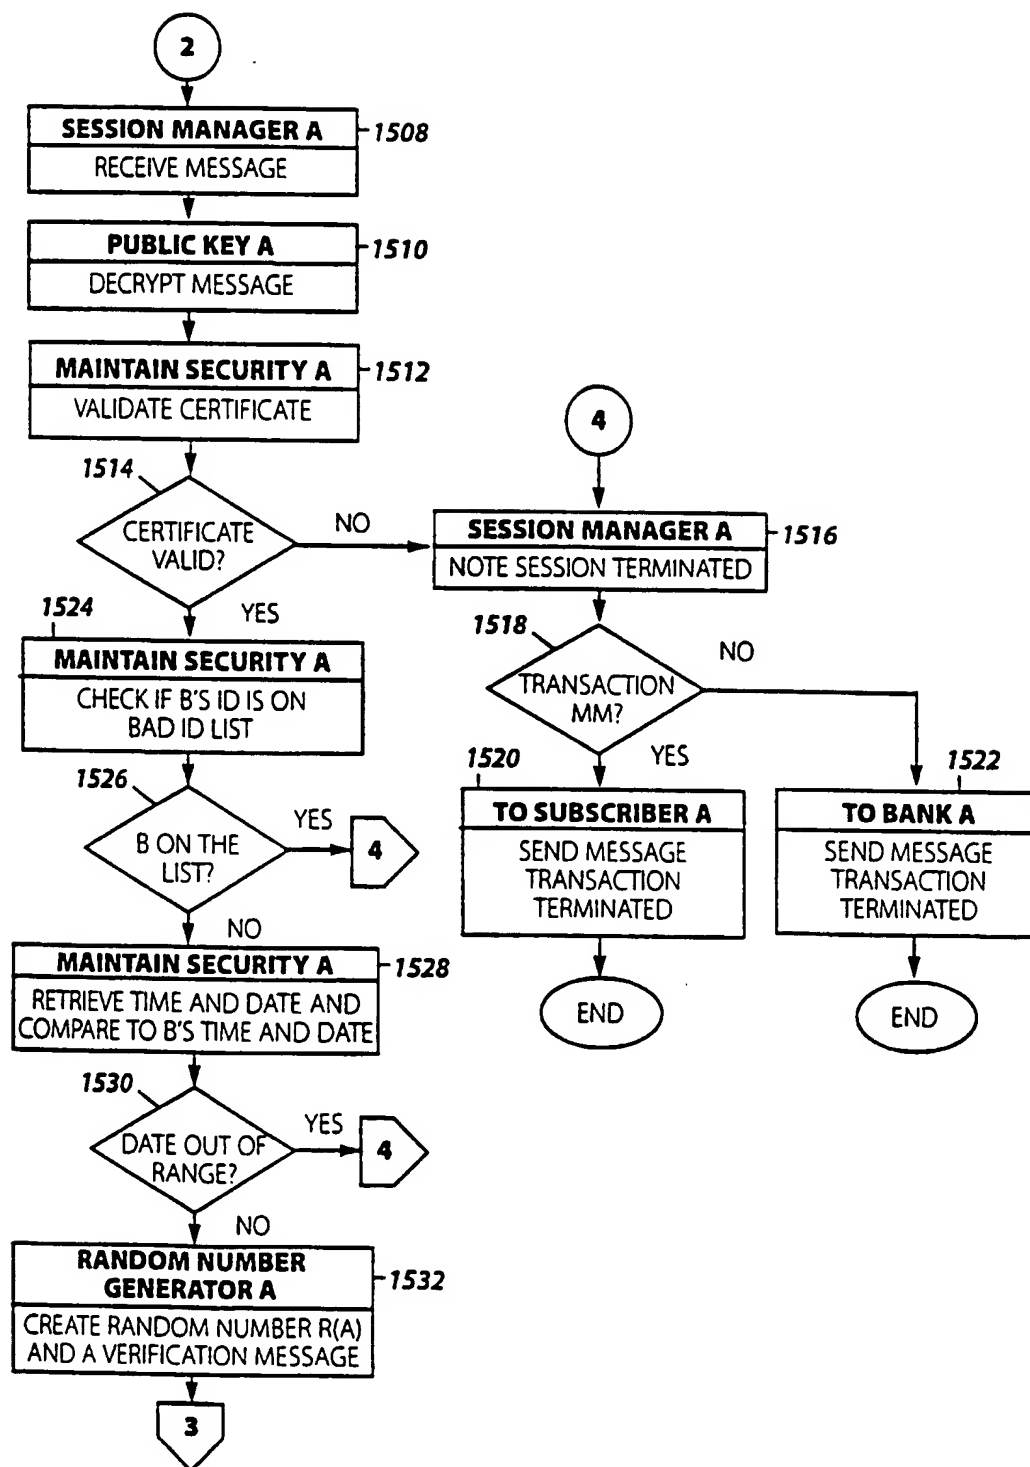 2
SESSION MANAGER A
1508
RECEIVE MESSAGE
PUBLIC KEY A
1510
DECRYPT MESSAGE
MAINTAIN SECURITY A
1512
VALIDATE CERTIFICATE
1514
CERTIFICATE
VALID?
NO
YES
4
SESSION MANAGER A
1516
NOTE SESSION TERMINATED
1518
TRANSACTION
MM?
NO
YES
1520
TO SUBSCRIBER A
SEND MESSAGE
TRANSACTION
TERMINATED
END
1522
TO BANK A
SEND MESSAGE
TRANSACTION
TERMINATED
END
1524
MAINTAIN SECURITY A
CHECK IF B'S ID IS ON
BAD ID LIST
1526
B ON THE
LIST?
YES
4
NO
MAINTAIN SECURITY A
1528
RETRIEVE TIME AND DATE AND
COMPARE TO B'S TIME AND DATE
1530
DATE OUT OF
RANGE?
YES
4
NO
RANDOM NUMBER
GENERATOR A
1532
CREATE RANDOM NUMBER R(A)
AND A VERIFICATION MESSAGE
3